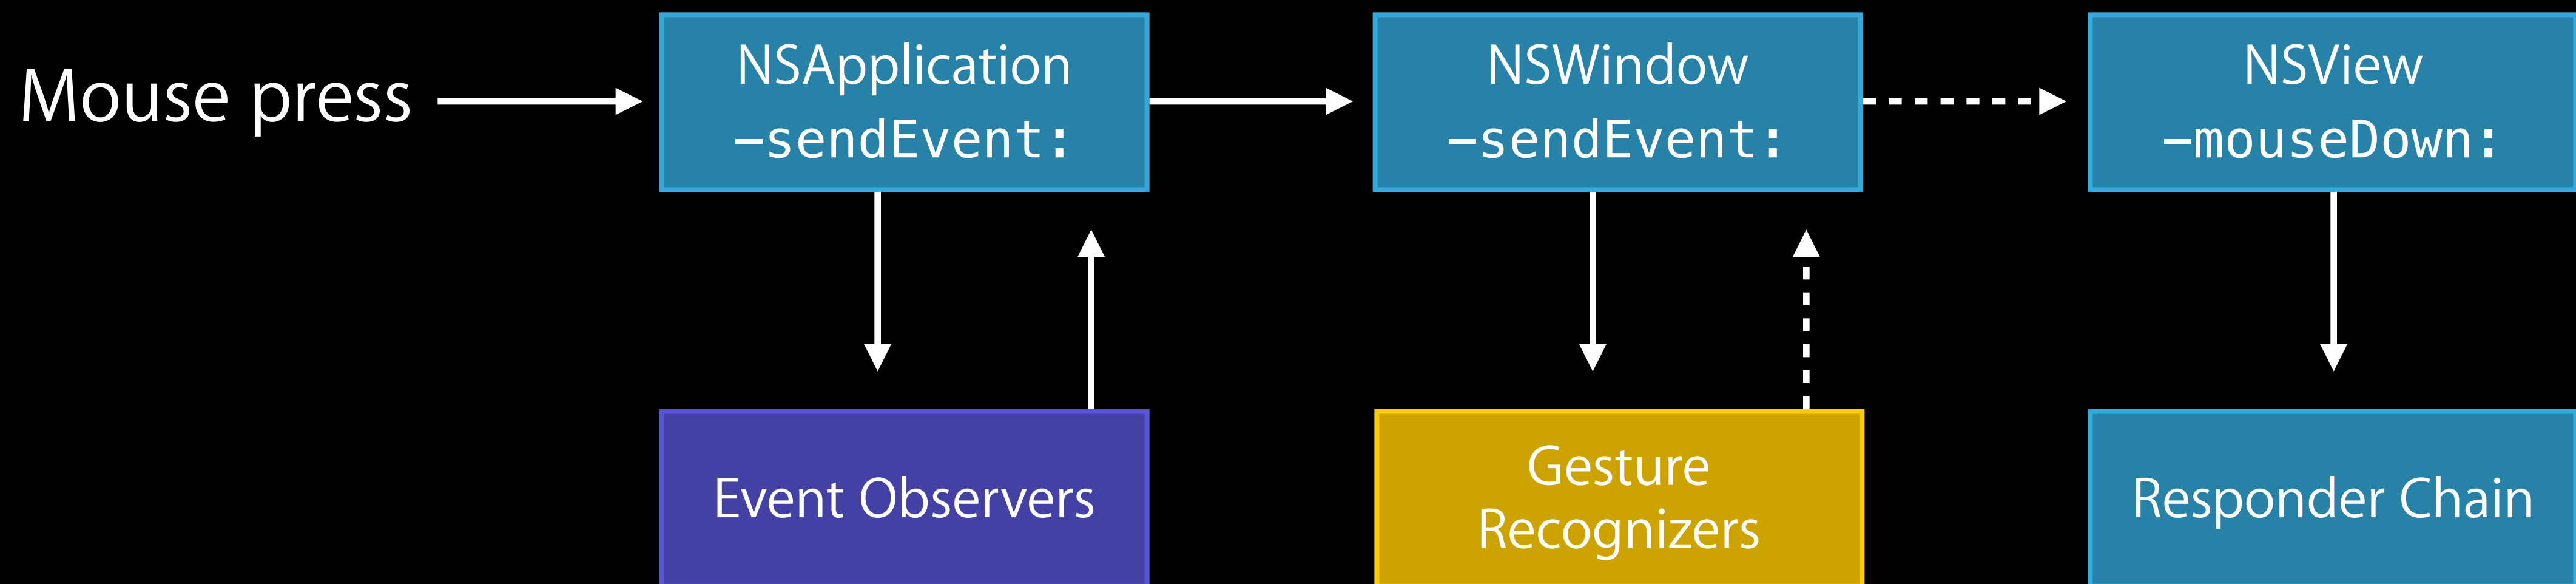 Mouse press
NSApplication
–sendEvent:
NSWindow
–sendEvent:
NSView
–mouseDown:
Event Observers
Gesture
Recognizers
Responder Chain